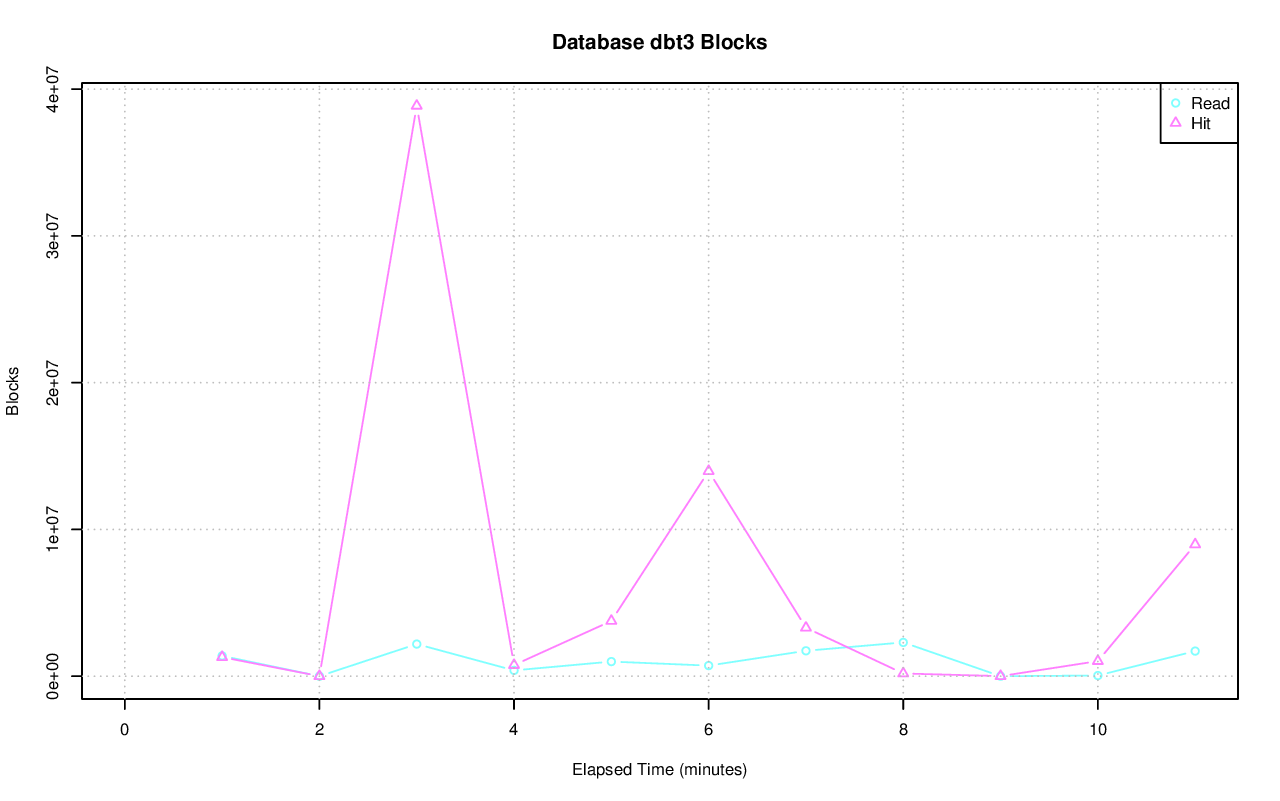 Database dbt3 Blocks
4e+07
3e+07
2e+07
1e+07
0e+00
Blocks
Read
Hit
0 2 4 6 8 10
Elapsed Time (minutes)